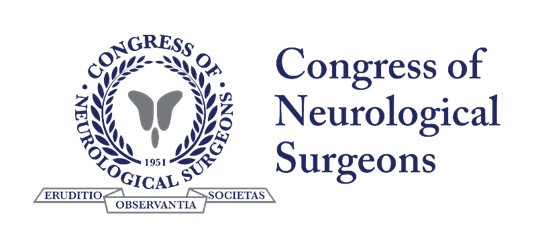 · CONGRESS OF ·
NEUROLOGICAL SURGEONS
1951
ERUDITIO
OBSERVANTIA
SOCIETAS
Congress of
Neurological
Surgeons